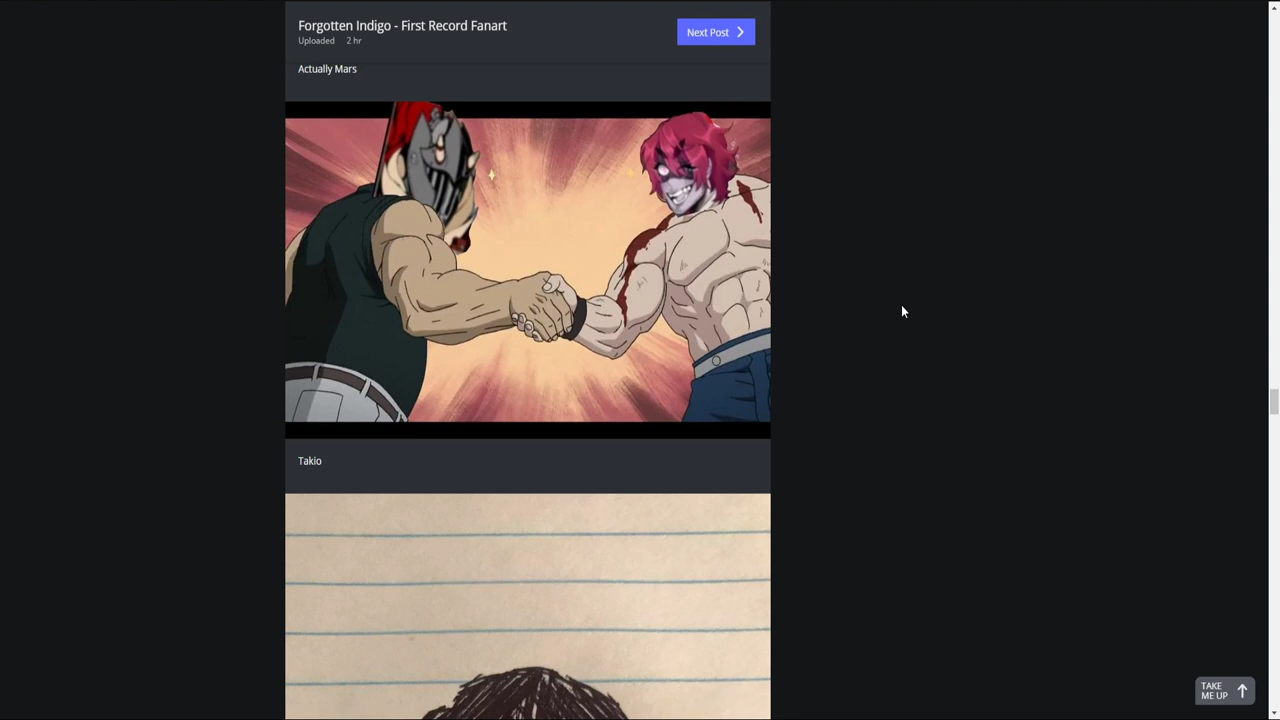 Forgotten Indigo - First Record Fanart
Uploaded 2 hr
Next Post
Actually Mars
Takio
TAKE
ME UP